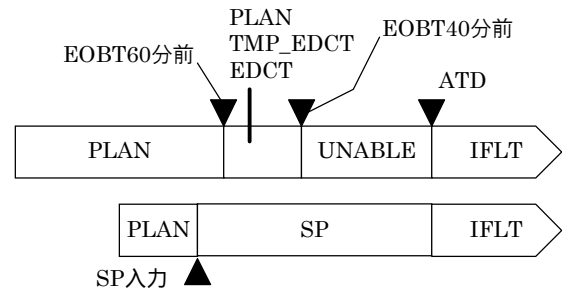 PLAN
TMP_EDCT
EDCT
EOBT60分前
EOBT40分前
ATD
PLAN
UNABLE
IFLT
PLAN
SP
IFLT
SP入力